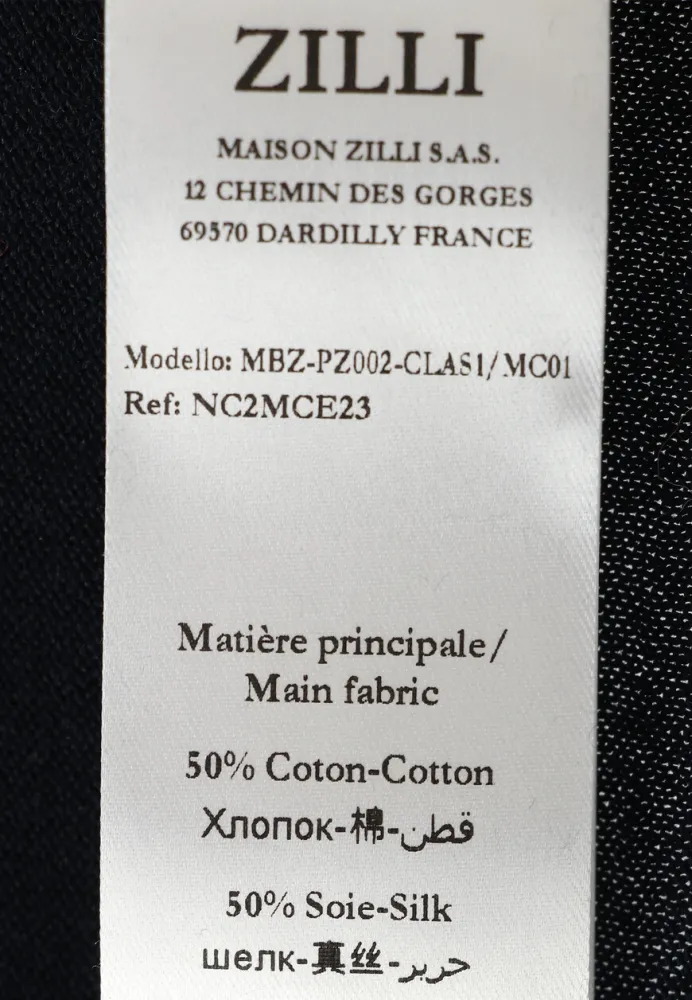 ZILLI
MAISON ZILLI S.A.S.
12 CHEMIN DES GORGES
69570 DARDILLY FRANCE
Modello: MBZ-PZ002-CLAS1/MC01
Ref: NC2MCE23
Matière principale/
Main fabric
50% Coton-Cotton
Хлопок-棉-قطن
50% Soie-Silk
шелк-真丝-حرير